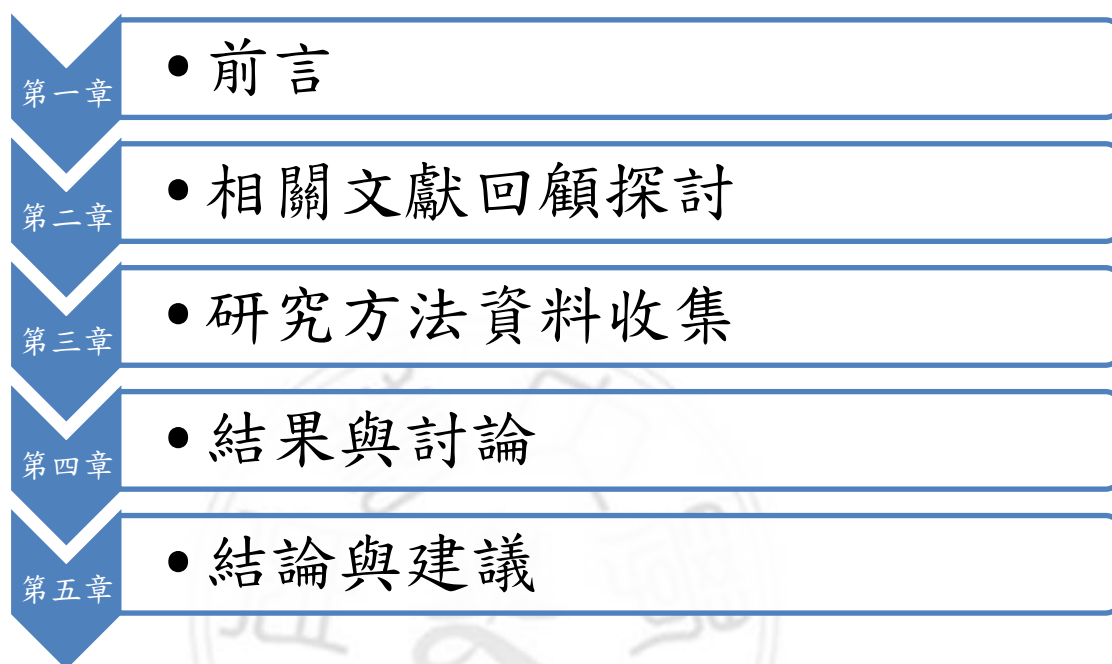 第一章
•前言
第二章
•相關文獻回顧探討
第三章
•研究方法資料收集
第四章
•結果與討論
第五章
•結論與建議